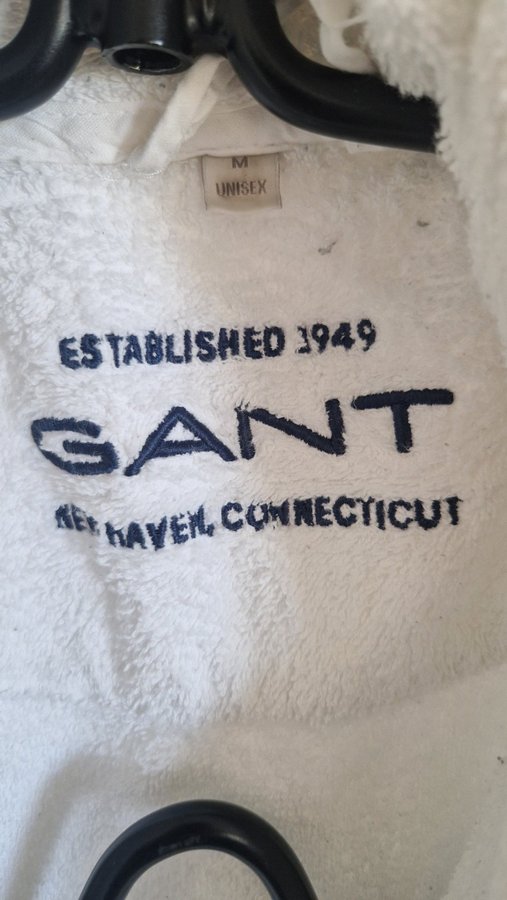 M
UNISEX
ESTABLISHED 1949
GANT
NEW HAVEN, CONNECTICUT